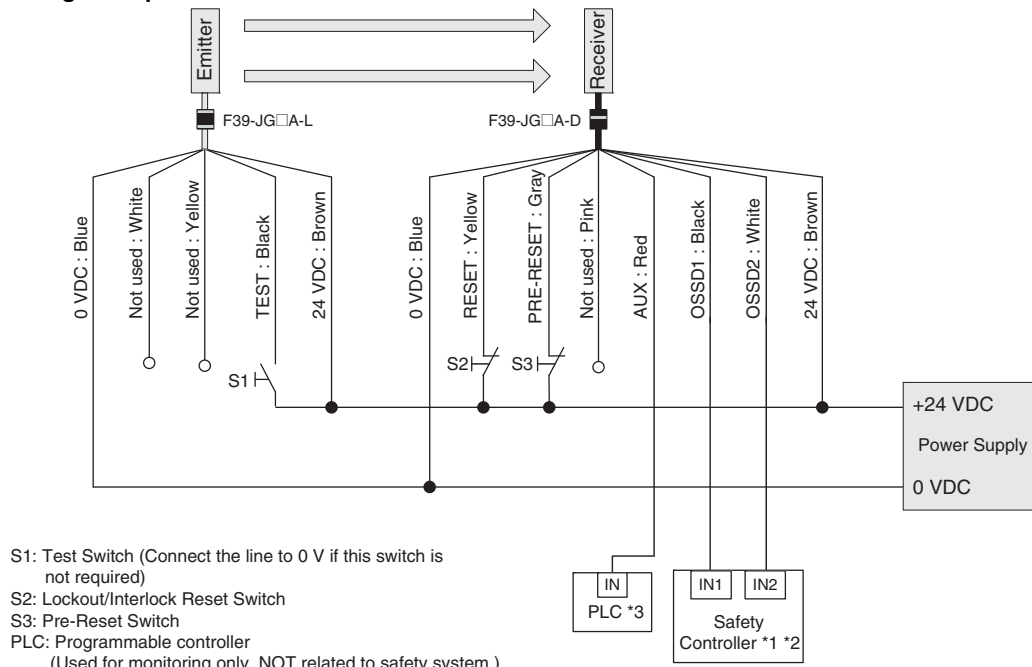 Emitter
Receiver
F39-JG□A-L
F39-JG□A-D
0 VDC : Blue
Not used : White
Not used : Yellow
TEST : Black
24 VDC : Brown
0 VDC : Blue
RESET : Yellow
PRE-RESET : Gray
Not used : Pink
AUX : Red
OSSD1 : Black
OSSD2 : White
24 VDC : Brown
S1
S2
S3
+24 VDC
Power Supply
0 VDC
IN
PLC *3
IN1
IN2
Safety
Controller *1 *2
S1: Test Switch (Connect the line to 0 V if this switch is
not required)
S2: Lockout/Interlock Reset Switch
S3: Pre-Reset Switch
PLC: Programmable controller
(Used for monitoring only. NOT related to safety system.)